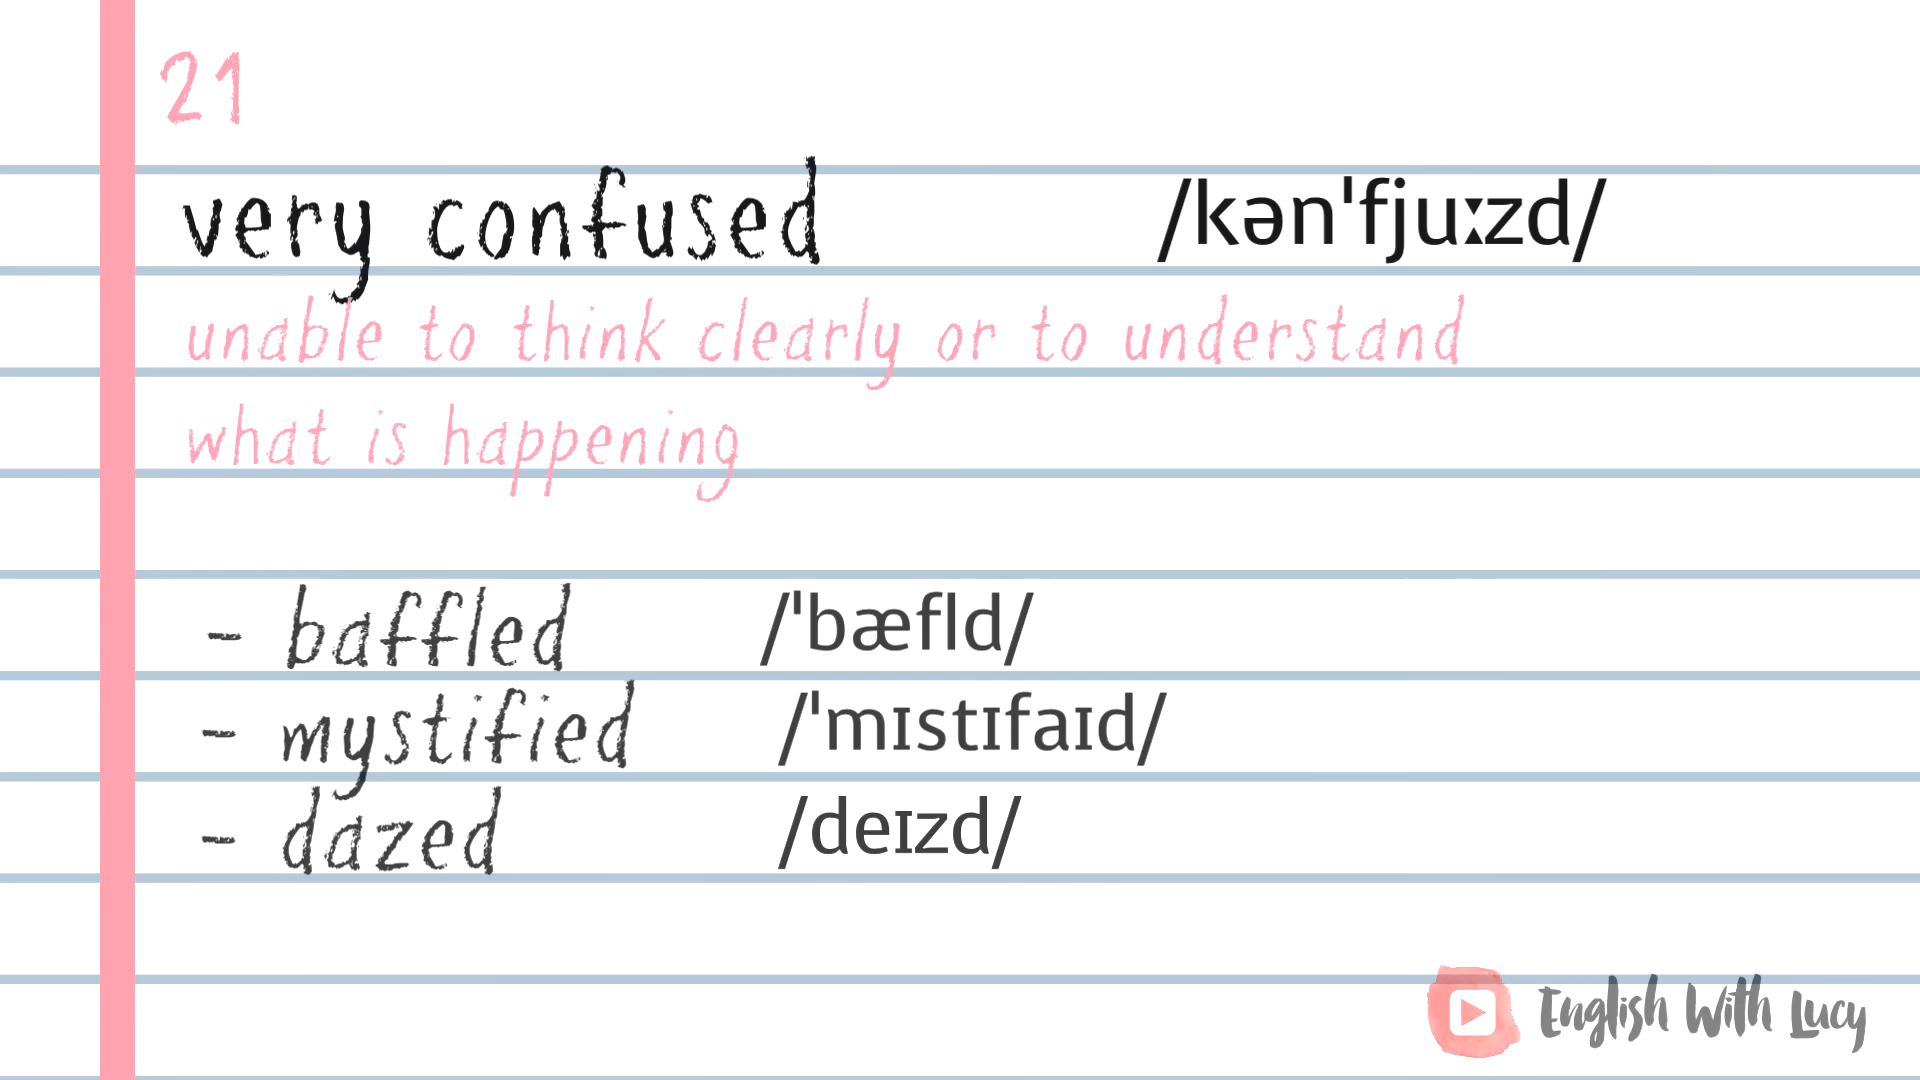 21
very confused /kənˈfjuːzd/
unable to think clearly or to understand
what is happening
- baffled /ˈbæfld/
- mystified /ˈmɪstɪfaɪd/
- dazed /deɪzd/
English With Lucy